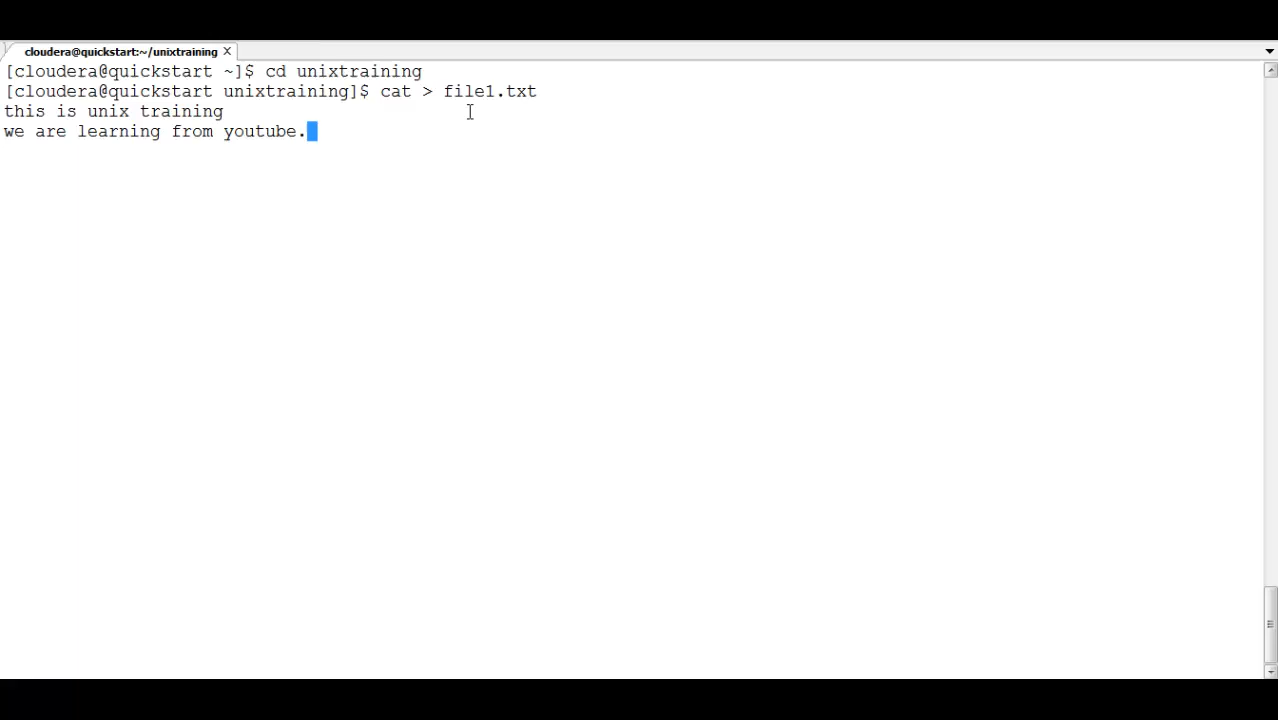 cloudera@quickstart:~/unixtraining X
[cloudera@quickstart ~]$ cd unixtraining
[cloudera@quickstart unixtraining]$ cat > file1.txt
this is unix training
we are learning from youtube.